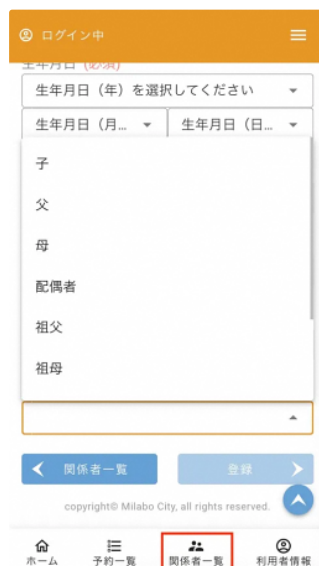 ログイン中
生年月日 (必須)
生年月日（年）を選択してください
生年月日（月... 生年月日（日...
子
父
母
配偶者
祖父
祖母
関係者一覧 登録
copyright© Milabo City, all rights reserved.
ホーム 予約一覧 関係者一覧 利用者情報